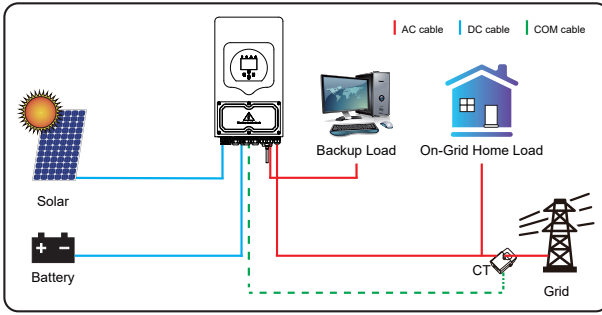 AC cable
DC cable
COM cable
Backup Load
On-Grid Home Load
Solar
Battery
CT
Grid